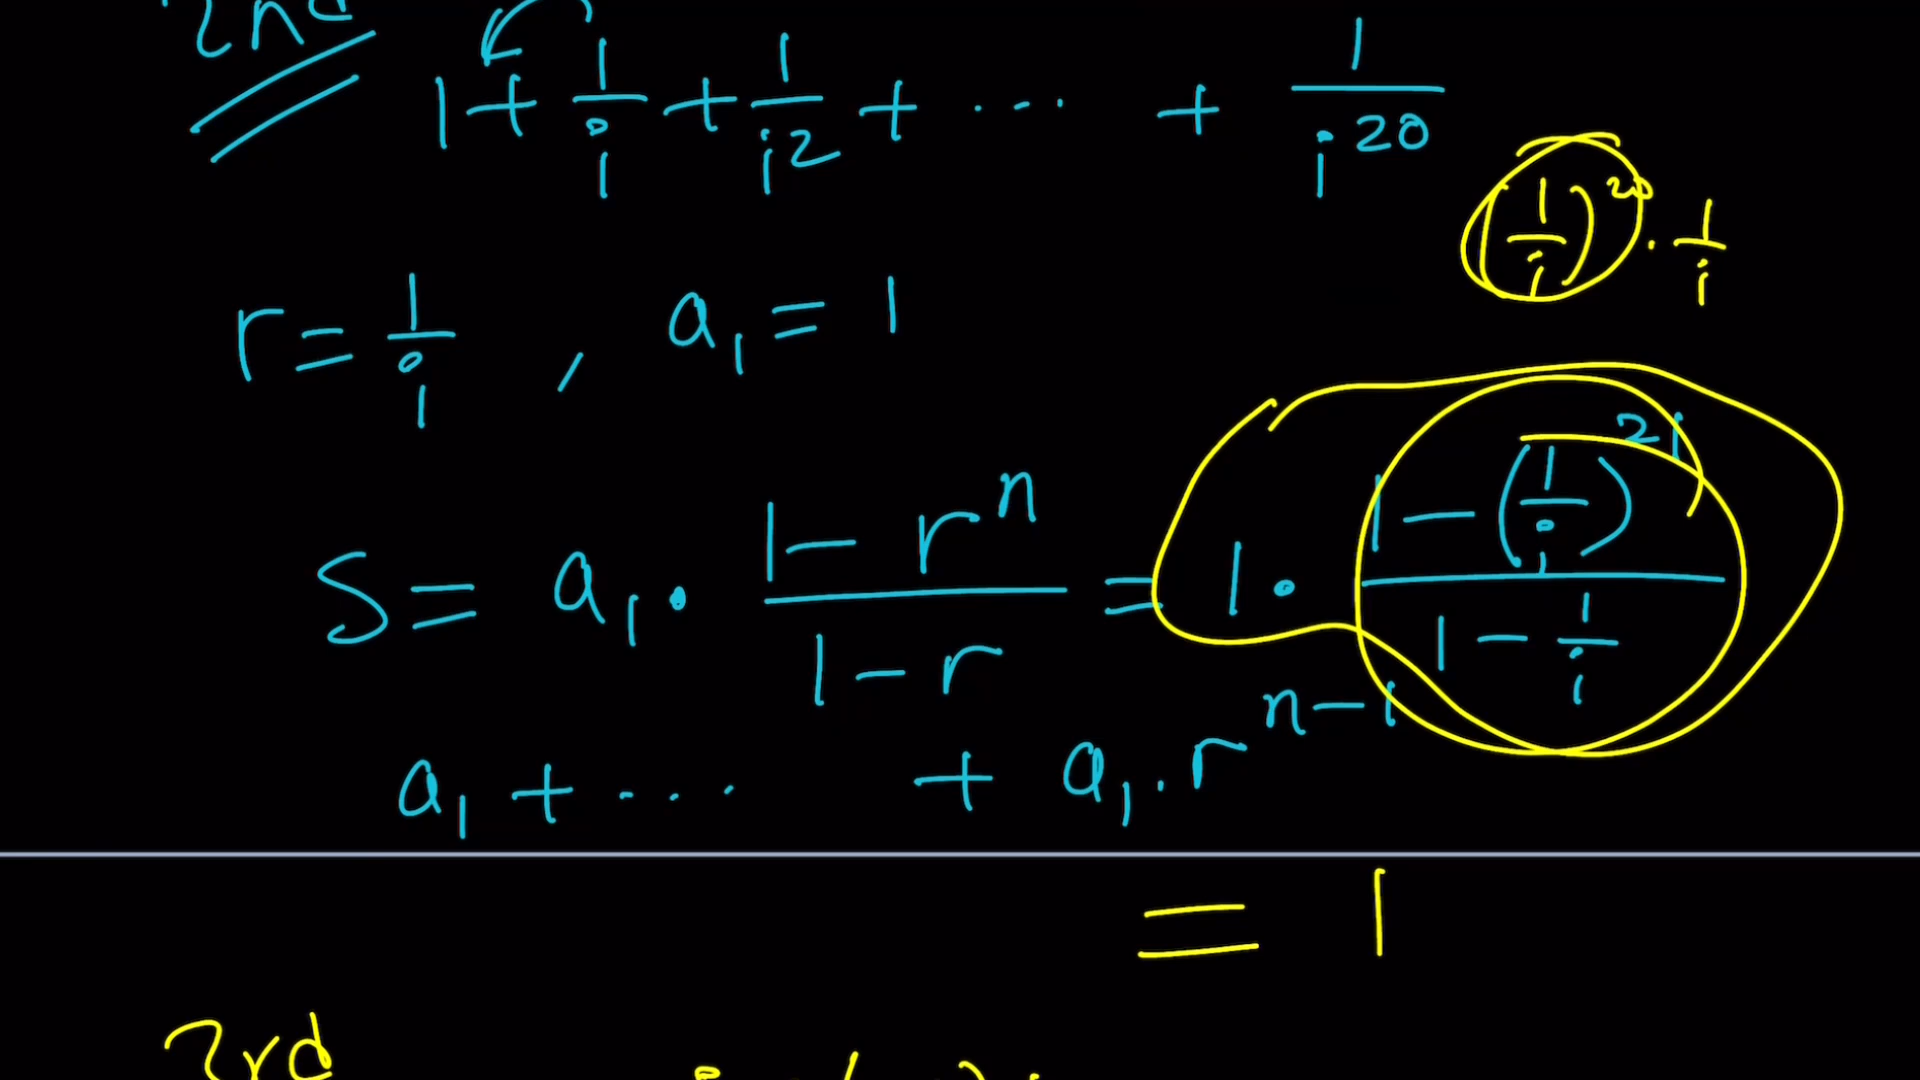 2nd
1 + 1/i + 1/i² + ... + 1/i²⁰
(1/i)²⁰ · 1/i
r = 1/i , a₁ = 1
S = a₁ · (1 - rⁿ)/(1 - r) = 1 · (1 - (1/i)²¹)/(1 - 1/i)
a₁ + ... + a₁ . rⁿ⁻¹
= 1
3rd